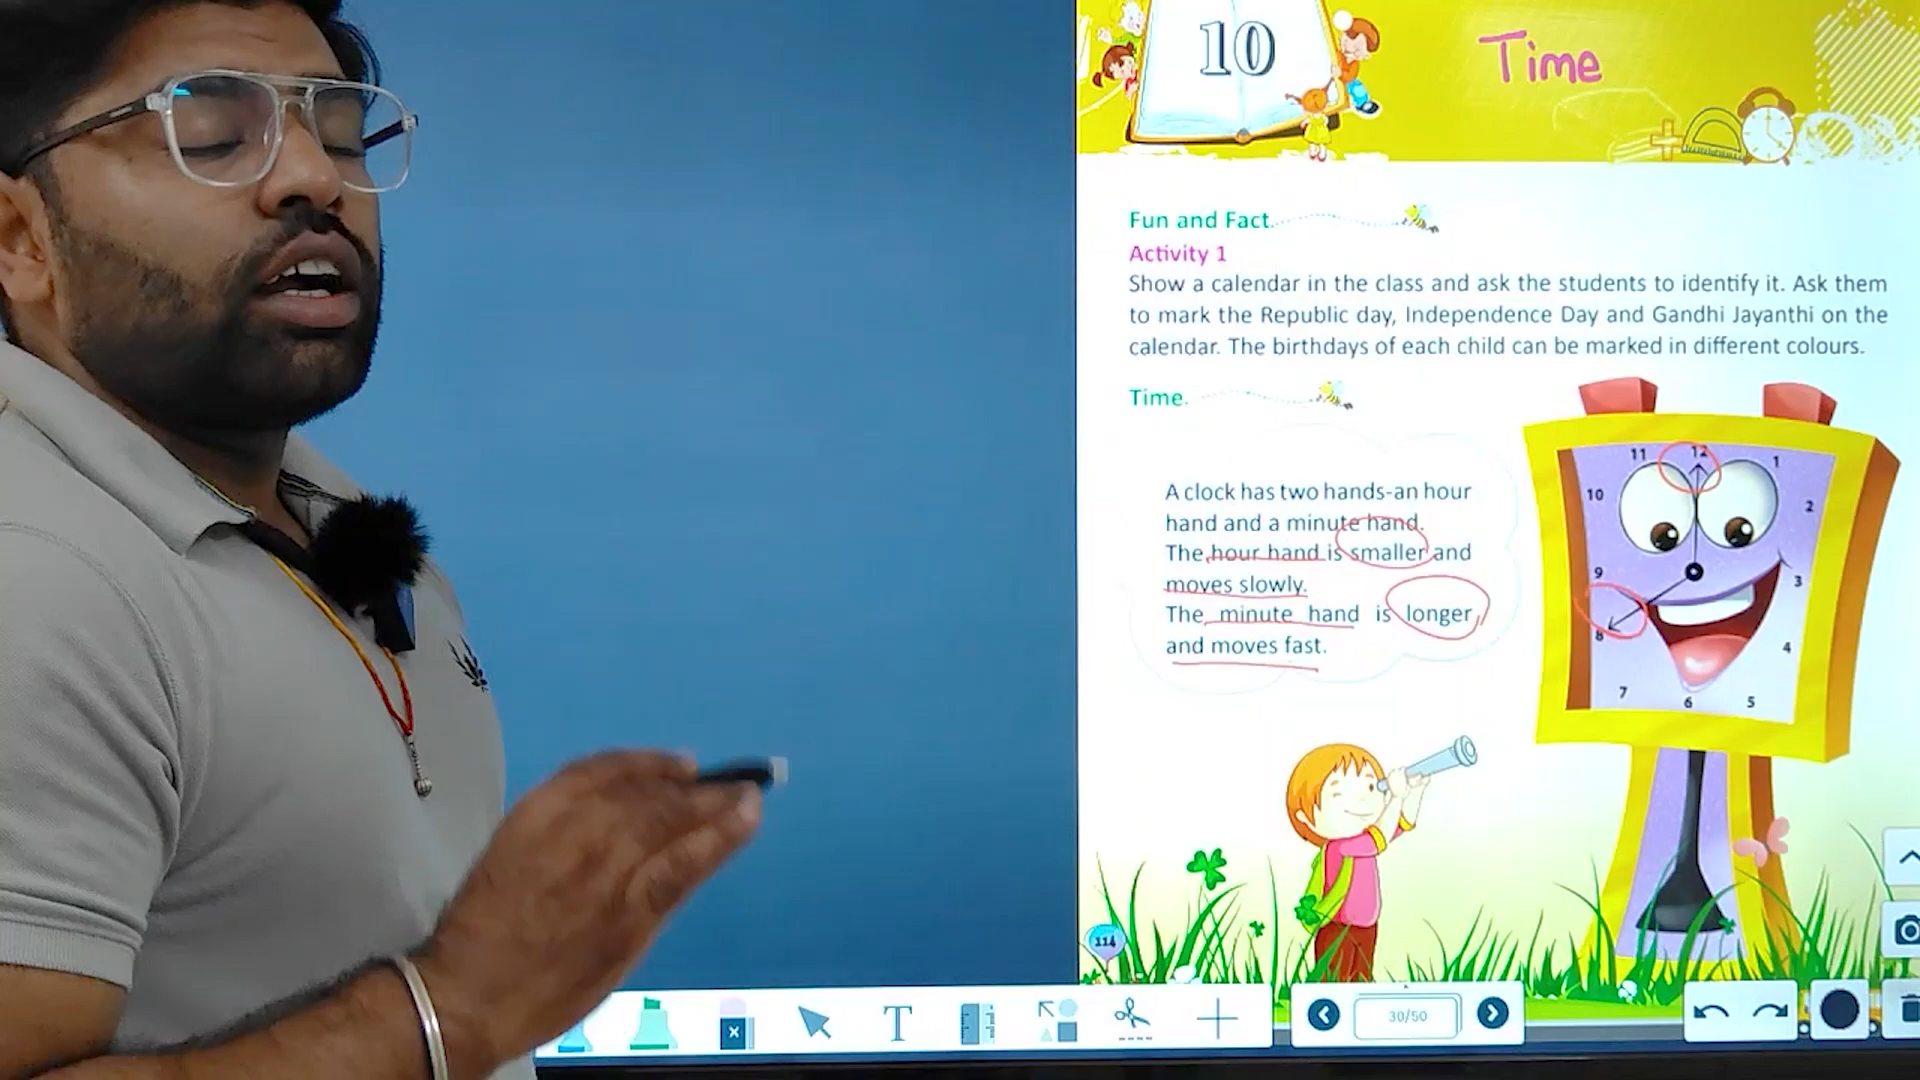 10
Time
Fun and Fact.
Activity 1
Show a calendar in the class and ask the students to identify it. Ask them
to mark the Republic day, Independence Day and Gandhi Jayanthi on the
calendar. The birthdays of each child can be marked in different colours.
Time.
A clock has two hands-an hour
hand and a minute hand.
The hour hand is smaller and
moves slowly.
The minute hand is longer,
and moves fast.
11 12 1
10 2
9 3
8 4
7 6 5
114
T
30/50